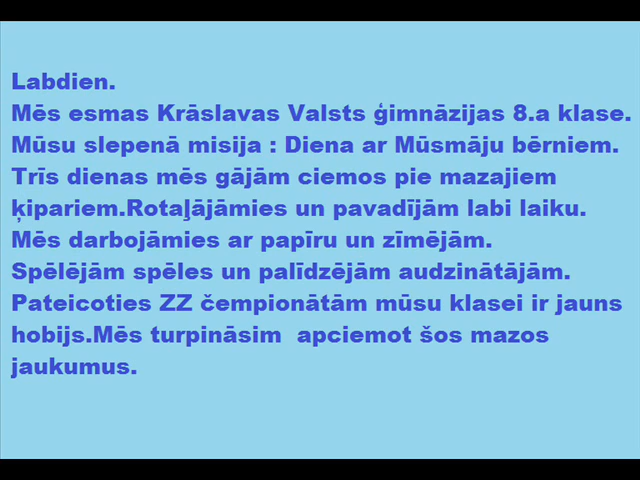 Labdien.
Mēs esmas Krāslavas Valsts ģimnāzijas 8.a klase.
Mūsu slepenā misija : Diena ar Mūsmāju bērniem.
Trīs dienas mēs gājām ciemos pie mazajiem
ķipariem.Rotaļājāmies un pavadījām labi laiku.
Mēs darbojāmies ar papīru un zīmējām.
Spēlējām spēles un palīdzējām audzinātājām.
Pateicoties ZZ čempionātām mūsu klasei ir jauns
hobijs.Mēs turpināsim  apciemot šos mazos
jaukumus.